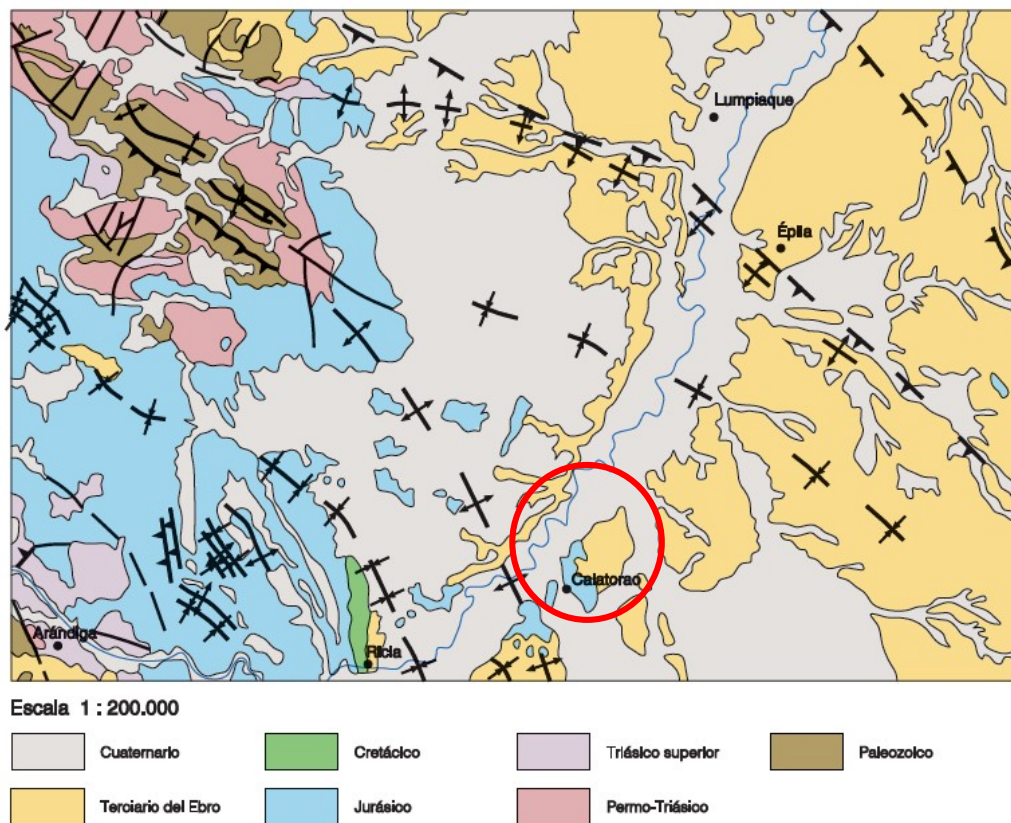 Lumpiaque
Épila
Calatorao
Arándiga
Ricla
Escala 1 : 200.000
Cuaternario
Cretácico
Triásico superior
Paleozoico
Terciario del Ebro
Jurásico
Permo-Triásico